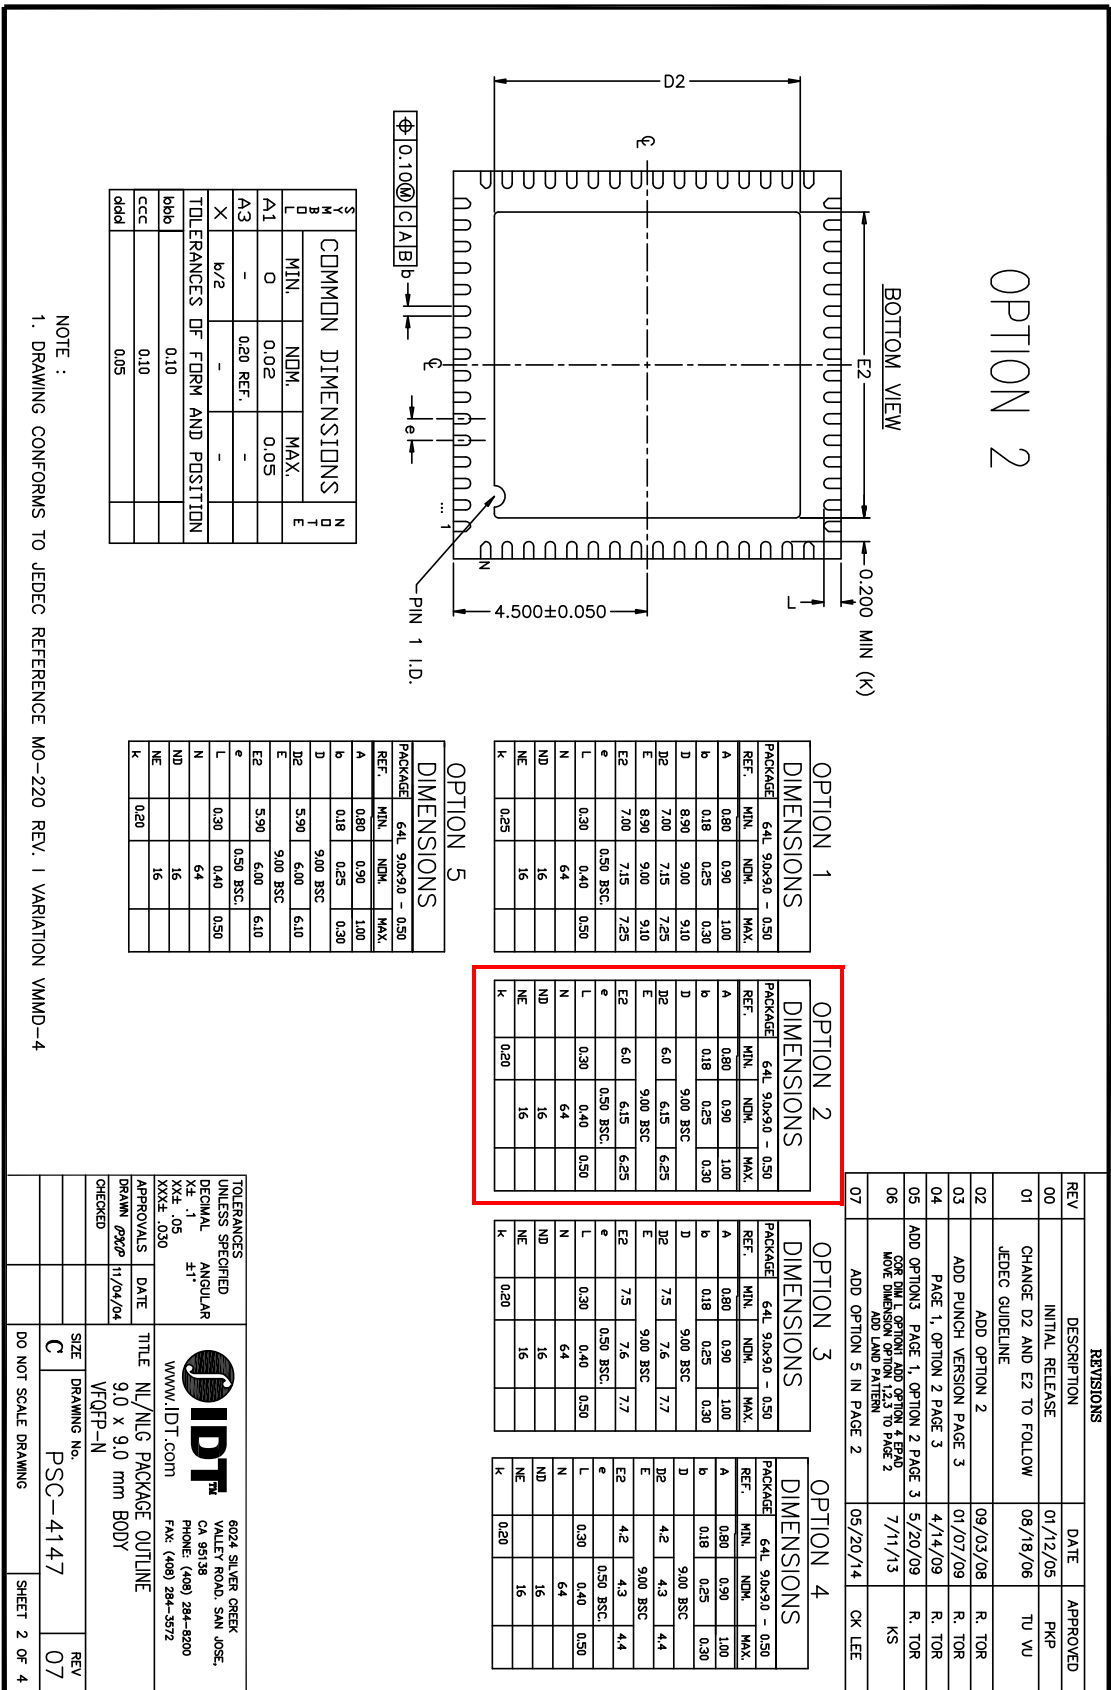 OPTION 2
BOTTOM VIEW
E2
D2
0.200 MIN (K)
L
4.500±0.050
PIN 1 I.D.
N
... 1
e
b
0.10 Ⓜ C A B
℄
℄
SYMBOL
COMMON DIMENSIONS
NOTE
MIN. NOM. MAX.
A1 0 0.02 0.05
A3 - 0.20 REF. -
X b/2 - -
TOLERANCES OF FORM AND POSITION
bbb 0.10
ccc 0.10
ddd 0.05
NOTE :
1. DRAWING CONFORMS TO JEDEC REFERENCE MO-220 REV. I VARIATION VMMD-4
OPTION 1
DIMENSIONS
PACKAGE 64L 9.0x9.0 - 0.50
REF. MIN. NOM. MAX.
A 0.80 0.90 1.00
b 0.18 0.25 0.30
D 8.90 9.00 9.10
D2 7.00 7.15 7.25
E 8.90 9.00 9.10
E2 7.00 7.15 7.25
e 0.50 BSC.
L 0.30 0.40 0.50
N 64
ND 16
NE 16
k 0.25
OPTION 2
DIMENSIONS
PACKAGE 64L 9.0x9.0 - 0.50
REF. MIN. NOM. MAX.
A 0.80 0.90 1.00
b 0.18 0.25 0.30
D 9.00 BSC
D2 6.0 6.15 6.25
E 9.00 BSC
E2 6.0 6.15 6.25
e 0.50 BSC.
L 0.30 0.40 0.50
N 64
ND 16
NE 16
k 0.20
OPTION 3
DIMENSIONS
PACKAGE 64L 9.0x9.0 - 0.50
REF. MIN. NOM. MAX.
A 0.80 0.90 1.00
b 0.18 0.25 0.30
D 9.00 BSC
D2 7.5 7.6 7.7
E 9.00 BSC
E2 7.5 7.6 7.7
e 0.50 BSC.
L 0.30 0.40 0.50
N 64
ND 16
NE 16
k 0.20
OPTION 4
DIMENSIONS
PACKAGE 64L 9.0x9.0 - 0.50
REF. MIN. NOM. MAX.
A 0.80 0.90 1.00
b 0.18 0.25 0.30
D 9.00 BSC
D2 4.2 4.3 4.4
E 9.00 BSC
E2 4.2 4.3 4.4
e 0.50 BSC.
L 0.30 0.40 0.50
N 64
ND 16
NE 16
k 0.20
OPTION 5
DIMENSIONS
PACKAGE 64L 9.0x9.0 - 0.50
REF. MIN. NOM. MAX.
A 0.80 0.90 1.00
b 0.18 0.25 0.30
D 9.00 BSC
D2 5.90 6.00 6.10
E 9.00 BSC
E2 5.90 6.00 6.10
e 0.50 BSC.
L 0.30 0.40 0.50
N 64
ND 16
NE 16
k 0.20
REVISIONS
REV DESCRIPTION DATE APPROVED
00 INITIAL RELEASE 01/12/05 PKP
01 CHANGE D2 AND E2 TO FOLLOW
JEDEC GUIDELINE 08/18/06 TU VU
02 ADD OPTION 2 09/03/08 R. TOR
03 ADD PUNCH VERSION PAGE 3 01/07/09 R. TOR
04 PAGE 1, OPTION 2 PAGE 3 4/14/09 R. TOR
05 ADD OPTION3 PAGE 1, OPTION 2 PAGE 3 5/20/09 R. TOR
06 COR DIM L OPTION1 ADD OPTION 4 EPAD
MOVE DIMENSION OPTION 1,2,3 TO PAGE 2
ADD LAND PATTERN 7/11/13 KS
07 ADD OPTION 5 IN PAGE 2 05/20/14 CK LEE
TOLERANCES
UNLESS SPECIFIED
DECIMAL ANGULAR
X± .1 ±1°
XX± .05
XXX± .030
APPROVALS DATE
DRAWN PKP 11/04/04
CHECKED
IDT™
www.IDT.com
6024 SILVER CREEK
VALLEY ROAD, SAN JOSE,
CA 95138
PHONE: (408) 284-8200
FAX: (408) 284-3572
TITLE NL/NLG PACKAGE OUTLINE
9.0 x 9.0 mm BODY
VFQFP-N
SIZE DRAWING No. REV
C PSC-4147 07
DO NOT SCALE DRAWING SHEET 2 OF 4